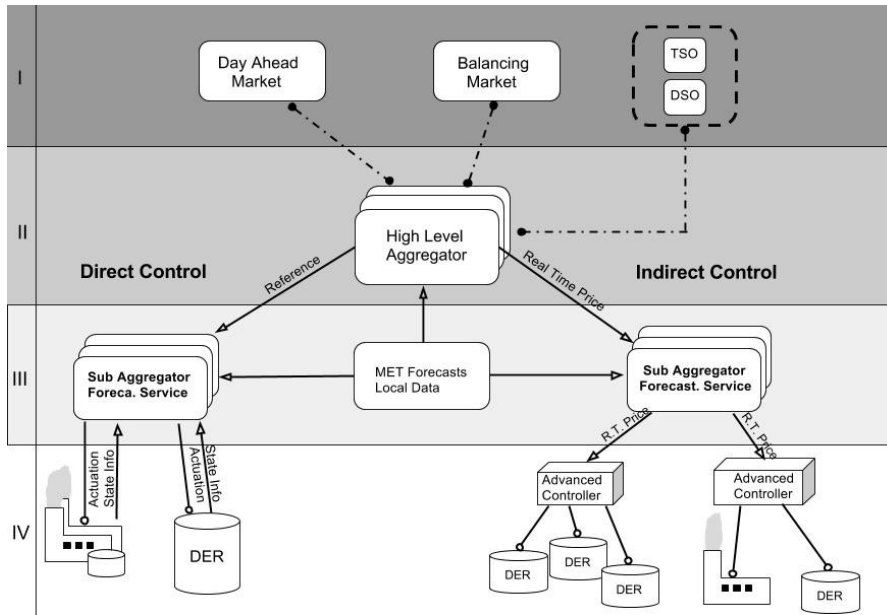 I
Day Ahead
Market
Balancing
Market
TSO
DSO
II
High Level
Aggregator
Direct Control
Reference
Real Time Price
Indirect Control
III
Sub Aggregator
Foreca. Service
MET Forecasts
Local Data
Sub Aggregator
Forecast. Service
R.T. Price
R.T. Price
IV
Actuation
State Info
Actuation
State Info
DER
Advanced
Controller
Advanced
Controller
DER
DER
DER
DER